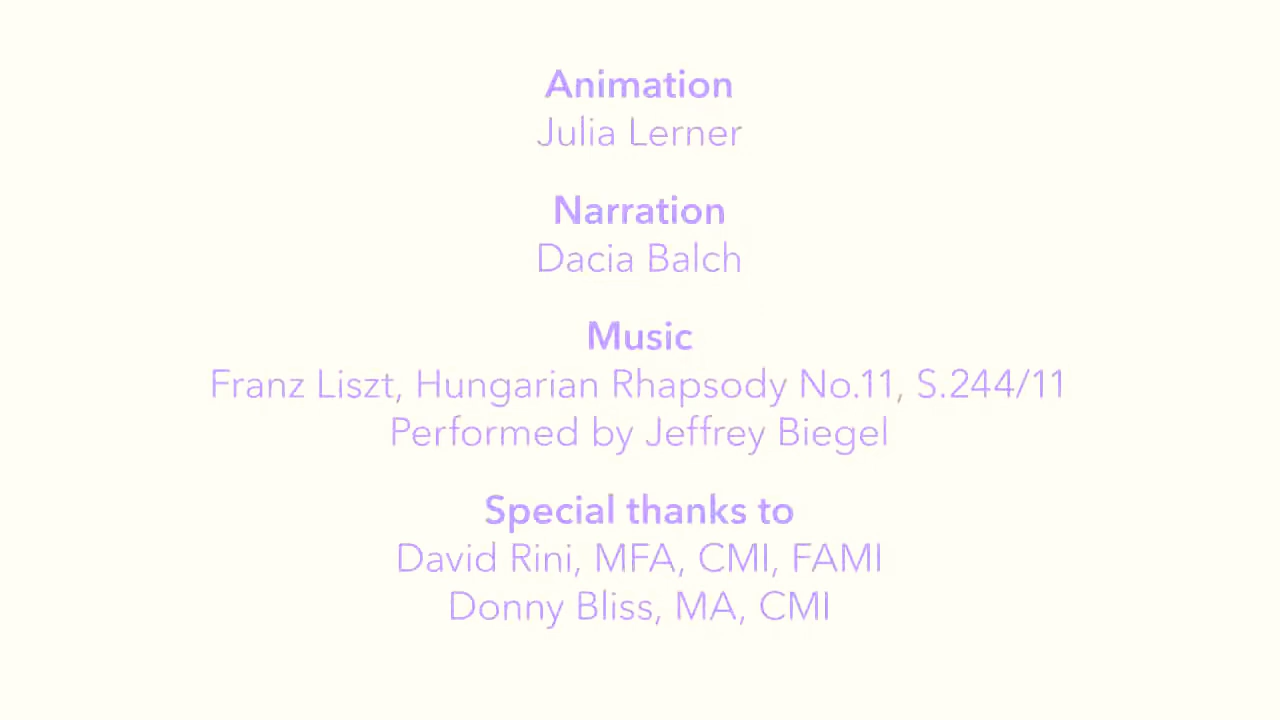 Animation
Julia Lerner
Narration
Dacia Balch
Music
Franz Liszt, Hungarian Rhapsody No.11, S.244/11
Performed by Jeffrey Biegel
Special thanks to
David Rini, MFA, CMI, FAMI
Donny Bliss, MA, CMI